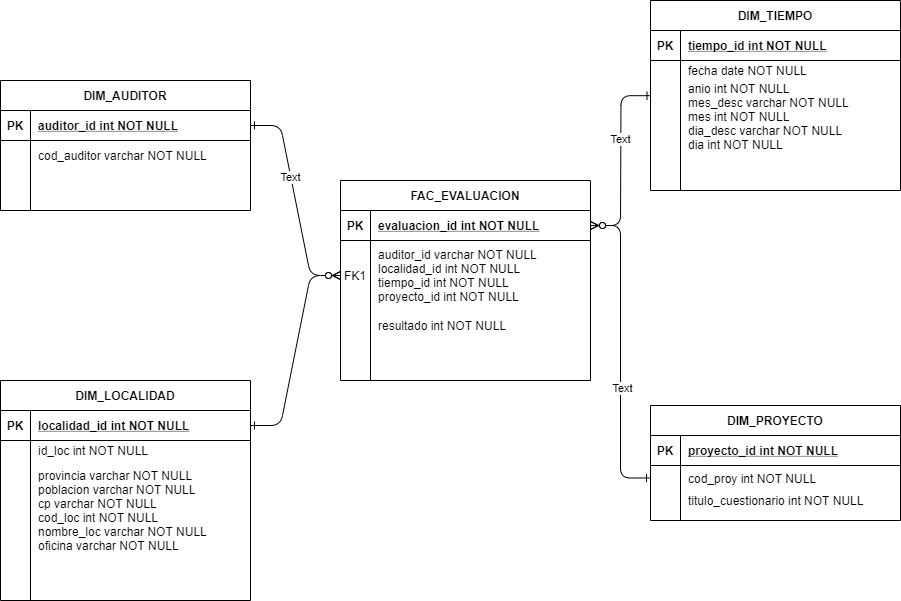 DIM_TIEMPO
PK tiempo_id int NOT NULL
fecha date NOT NULL
anio int NOT NULL
mes_desc varchar NOT NULL
mes int NOT NULL
dia_desc varchar NOT NULL
dia int NOT NULL
DIM_AUDITOR
PK auditor_id int NOT NULL
cod_auditor varchar NOT NULL
Text
Text
FAC_EVALUACION
PK evaluacion_id int NOT NULL
FK1
auditor_id varchar NOT NULL
localidad_id int NOT NULL
tiempo_id int NOT NULL
proyecto_id int NOT NULL
resultado int NOT NULL
Text
DIM_LOCALIDAD
PK localidad_id int NOT NULL
id_loc int NOT NULL
provincia varchar NOT NULL
poblacion varchar NOT NULL
cp varchar NOT NULL
cod_loc int NOT NULL
nombre_loc varchar NOT NULL
oficina varchar NOT NULL
DIM_PROYECTO
PK proyecto_id int NOT NULL
cod_proy int NOT NULL
titulo_cuestionario int NOT NULL